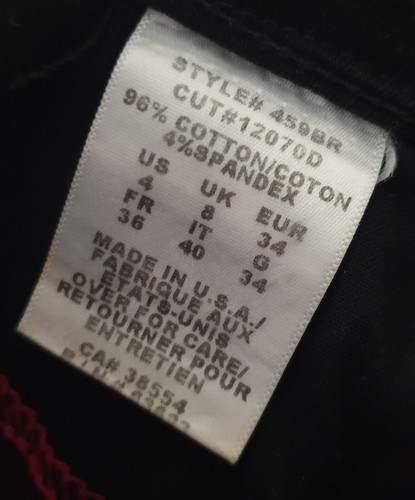 STYLE# 459BR
CUT#12070D
96% COTTON/COTON
4%SPANDEX
US UK EUR
4 8 34
FR IT G
36 40 34
MADE IN U.S.A./
FABRIQUE AUX
OVETATS-UNIS
OVER FOR CARE/
RETOURNER POUR
ENTRETIEN
CA# 38554